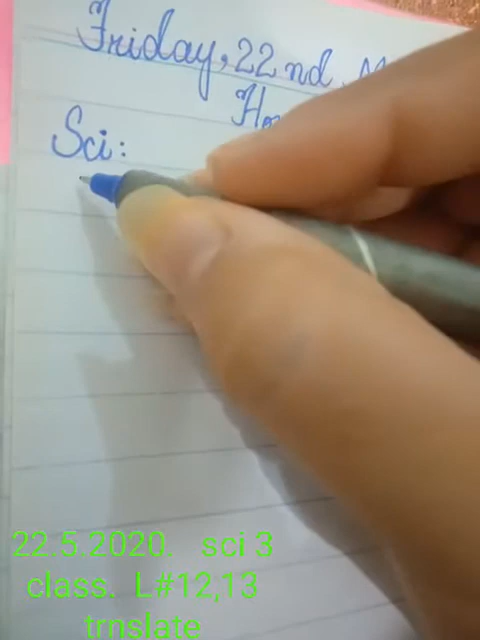 Friday, 22nd
Sci:
22.5.2020. sci 3
class. L#12,13
trnslate